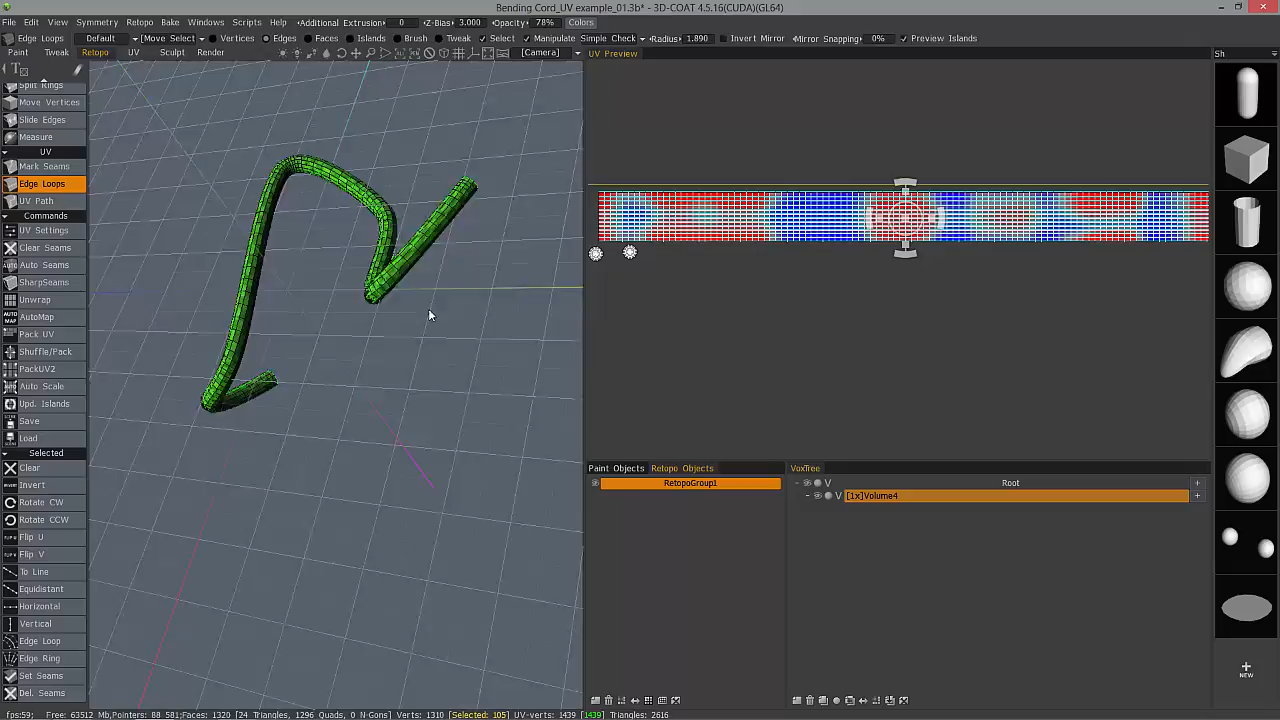 Bending Cord_UV example_01.3b* - 3D-COAT 4.5.16(CUDA)(GL64)
File Edit View Symmetry Retopo Bake Windows Scripts Help Additional Extrusion: 0 Z-Bias: 3.000 Opacity: 78% Colors
Edge Loops Default [Move Select] Vertices Edges Faces Islands Brush Tweak Select Manipulate Simple Check Radius: 1.890 Invert Mirror Mirror Snapping: 0% Preview Islands
Paint Tweak Retopo UV Sculpt Render [Camera] UV Preview Sh
Split Rings
Move Vertices
Slide Edges
Measure
UV
Mark Seams
Edge Loops
UV Path
Commands
UV Settings
Clear Seams
Auto Seams
SharpSeams
Unwrap
AUTO MAP AutoMap
Pack UV
Shuffle/Pack
PackUV2
Auto Scale
Upd. Islands
Save
Load
Selected
Clear
Invert
Rotate CW
Rotate CCW
Flip U
Flip V
To Line
Equidistant
Horizontal
Vertical
Edge Loop
Edge Ring
Set Seams
Del. Seams
Paint Objects Retopo Objects VoxTree
RetopoGroup1
V Root +
V [1x]Volume4 +
NEW
fps:59; Free: 63512 Mb,Pointers: 88 581;Faces: 1320 [24 Triangles, 1296 Quads, 0 N-Gons] Verts: 1310 [Selected: 105] UV-verts: 1439 [1439] Triangles: 2616